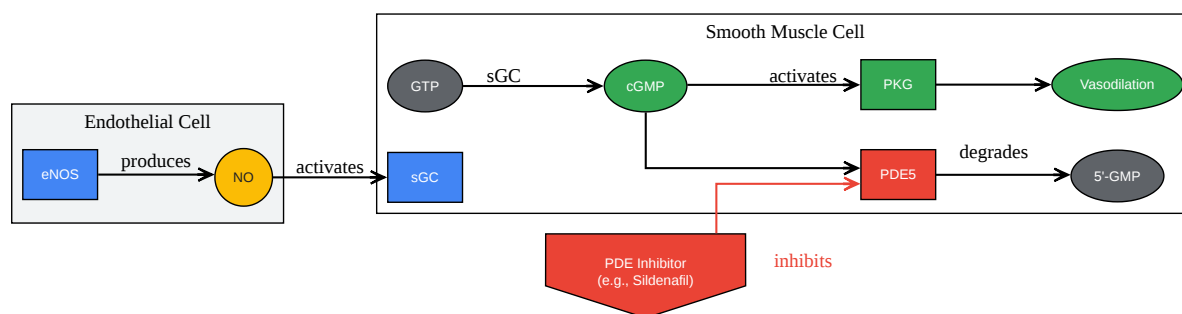 Smooth Muscle Cell
GTP
sGC
cGMP
activates
PKG
Vasodilation
Endothelial Cell
eNOS
produces
NO
activates
sGC
PDE5
degrades
5'-GMP
PDE Inhibitor
(e.g., Sildenafil)
inhibits